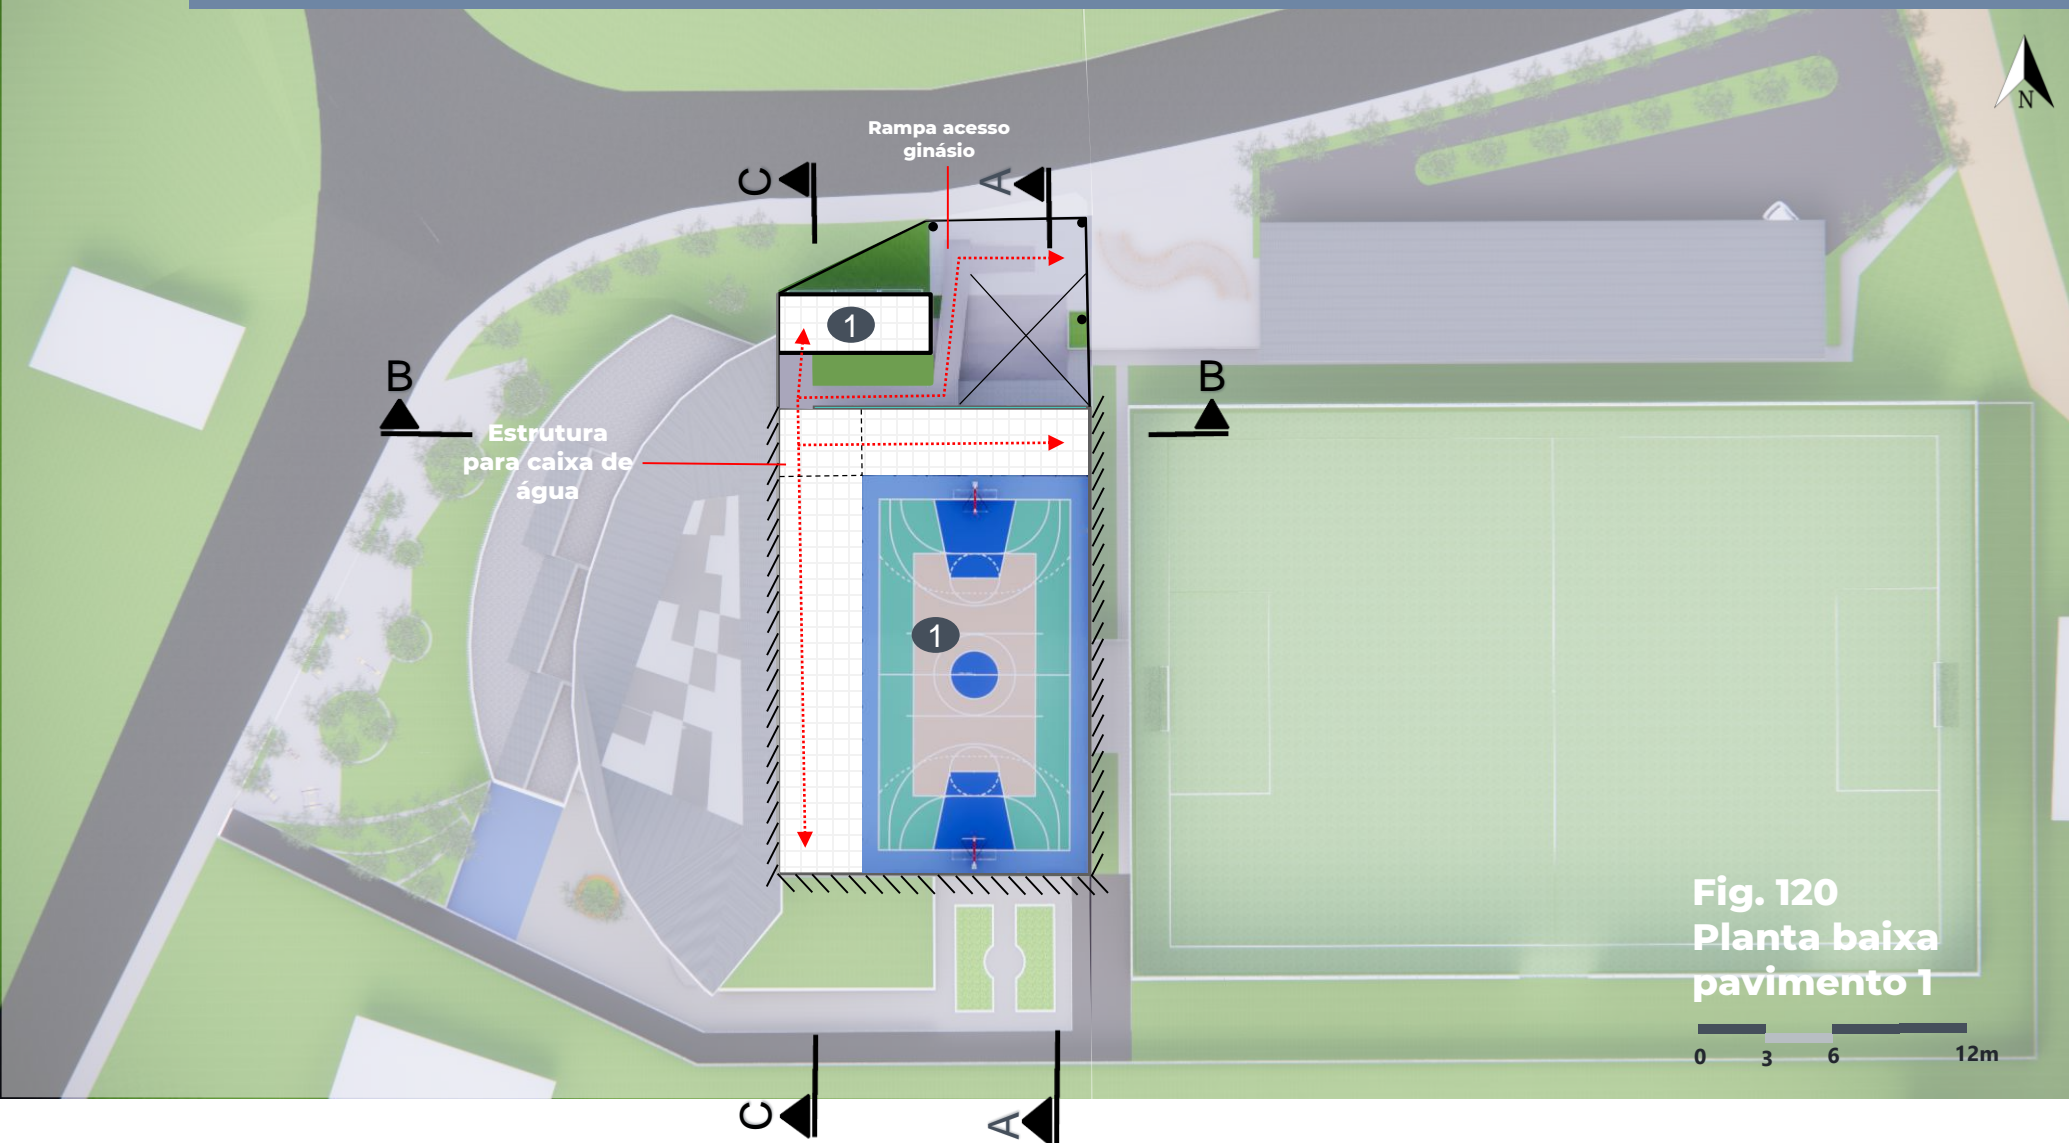 N
Rampa acesso
ginásio
C
A
1
B
B
Estrutura
para caixa de
água
1
Fig. 120
Planta baixa
pavimento 1
0 3 6 12m
C
A